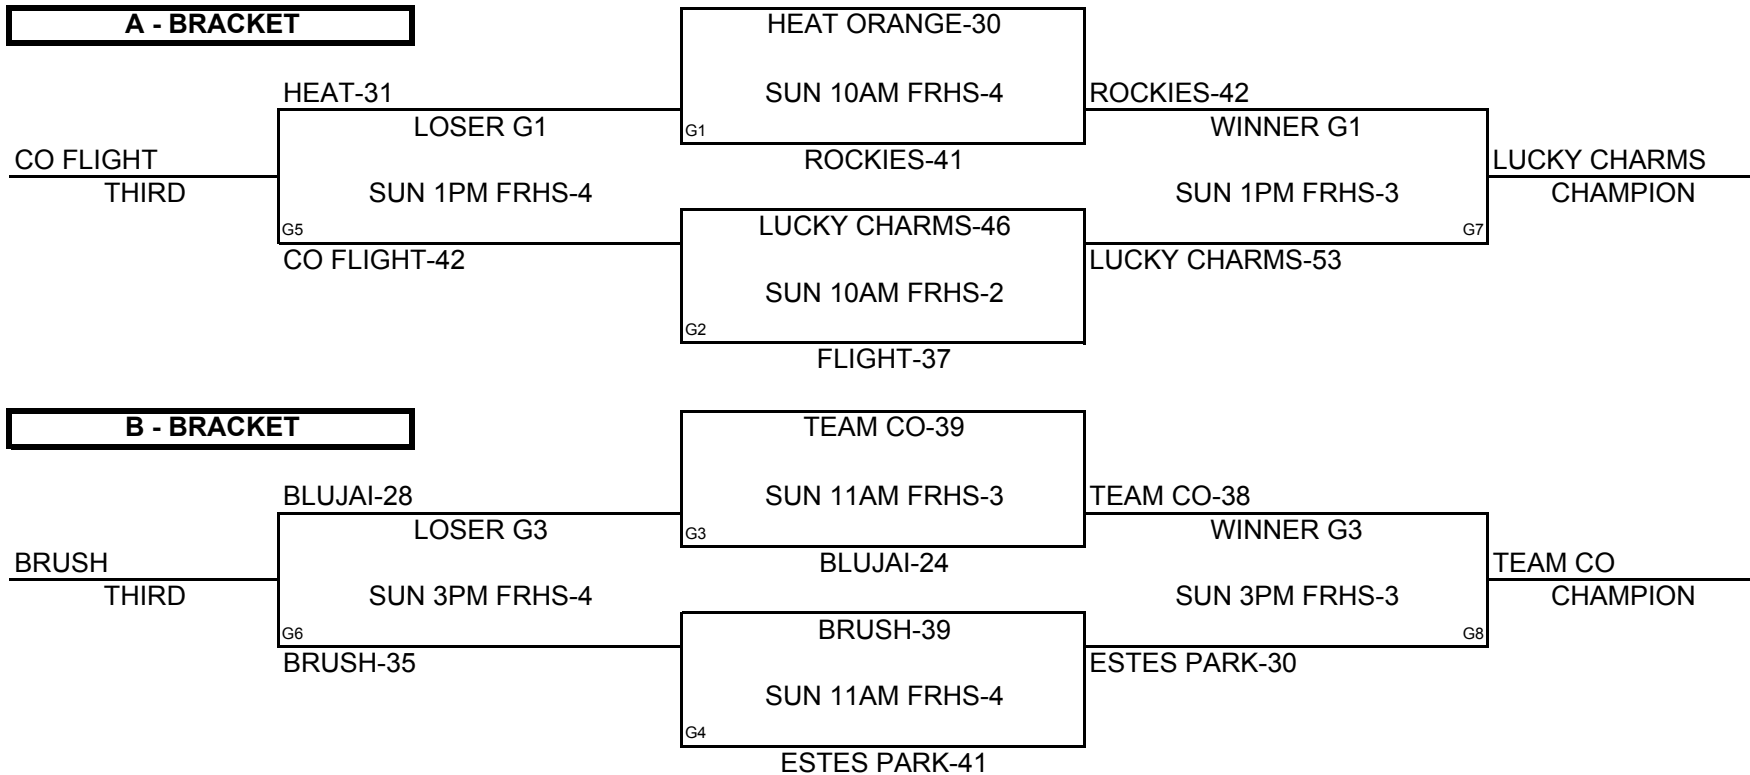 A - BRACKET
HEAT ORANGE-30
HEAT-31
SUN 10AM FRHS-4
ROCKIES-42
LOSER G1
G1
WINNER G1
CO FLIGHT
ROCKIES-41
LUCKY CHARMS
THIRD
SUN 1PM FRHS-4
SUN 1PM FRHS-3
CHAMPION
G5
LUCKY CHARMS-46
G7
CO FLIGHT-42
LUCKY CHARMS-53
SUN 10AM FRHS-2
G2
FLIGHT-37
B - BRACKET
TEAM CO-39
BLUJAI-28
SUN 11AM FRHS-3
TEAM CO-38
LOSER G3
G3
WINNER G3
BRUSH
BLUJAI-24
TEAM CO
THIRD
SUN 3PM FRHS-4
SUN 3PM FRHS-3
CHAMPION
G6
BRUSH-39
G8
BRUSH-35
ESTES PARK-30
SUN 11AM FRHS-4
G4
ESTES PARK-41